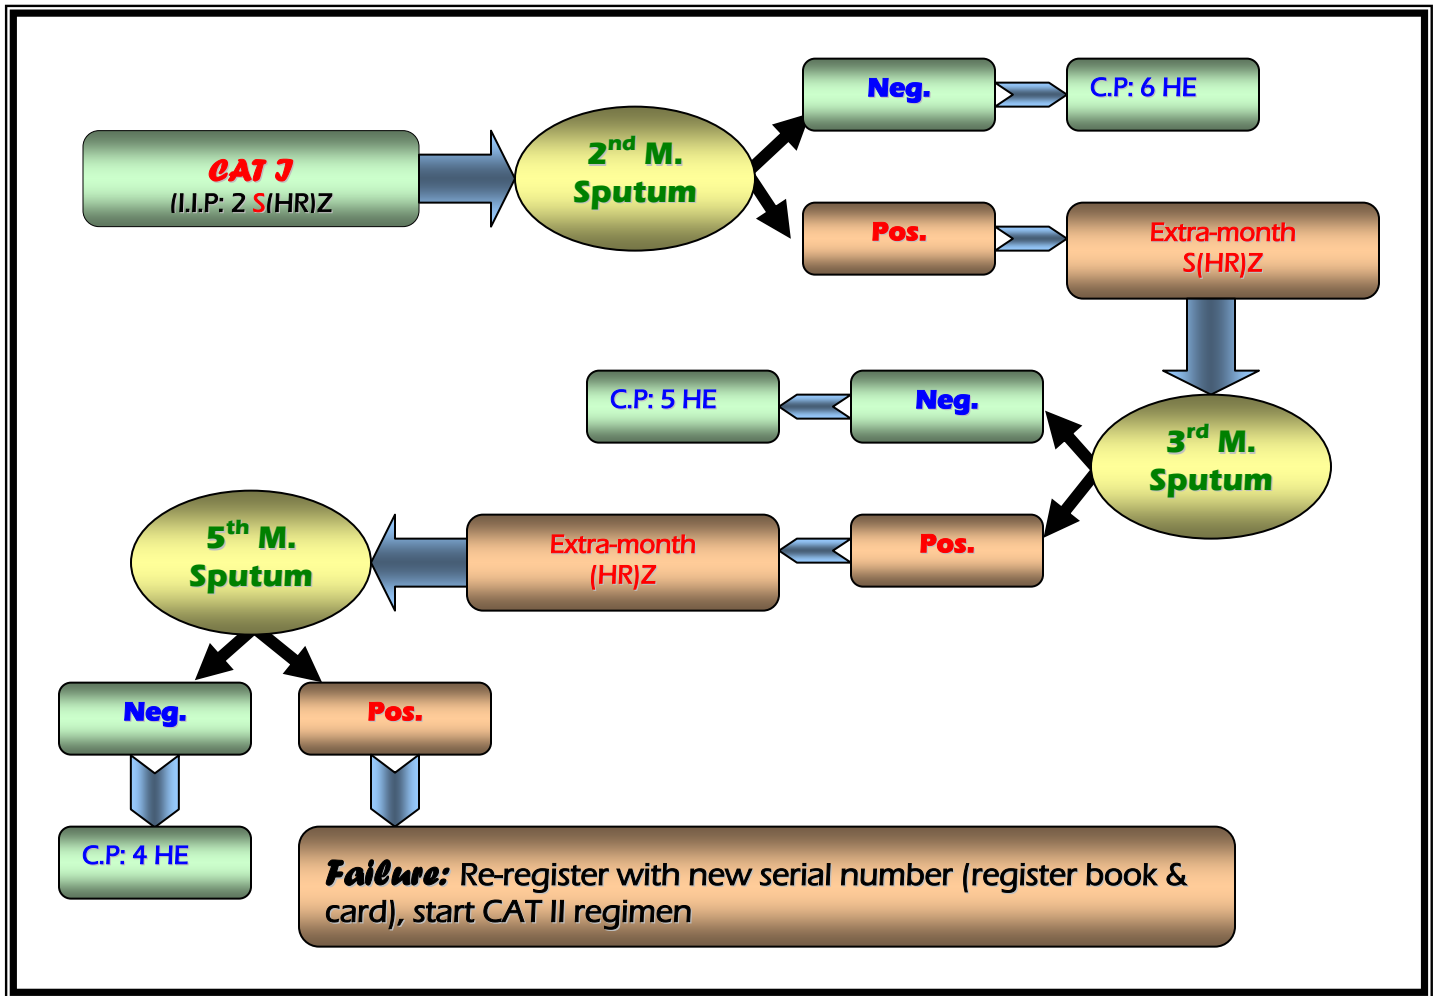 CAT I
(I.I.P: 2 S(HR)Z
2nd M.
Sputum
Neg.
C.P: 6 HE
Pos.
Extra-month
S(HR)Z
3rd M.
Sputum
Neg.
C.P: 5 HE
Pos.
Extra-month
(HR)Z
5th M.
Sputum
Neg.
C.P: 4 HE
Pos.
Failure: Re-register with new serial number (register book &
card), start CAT II regimen